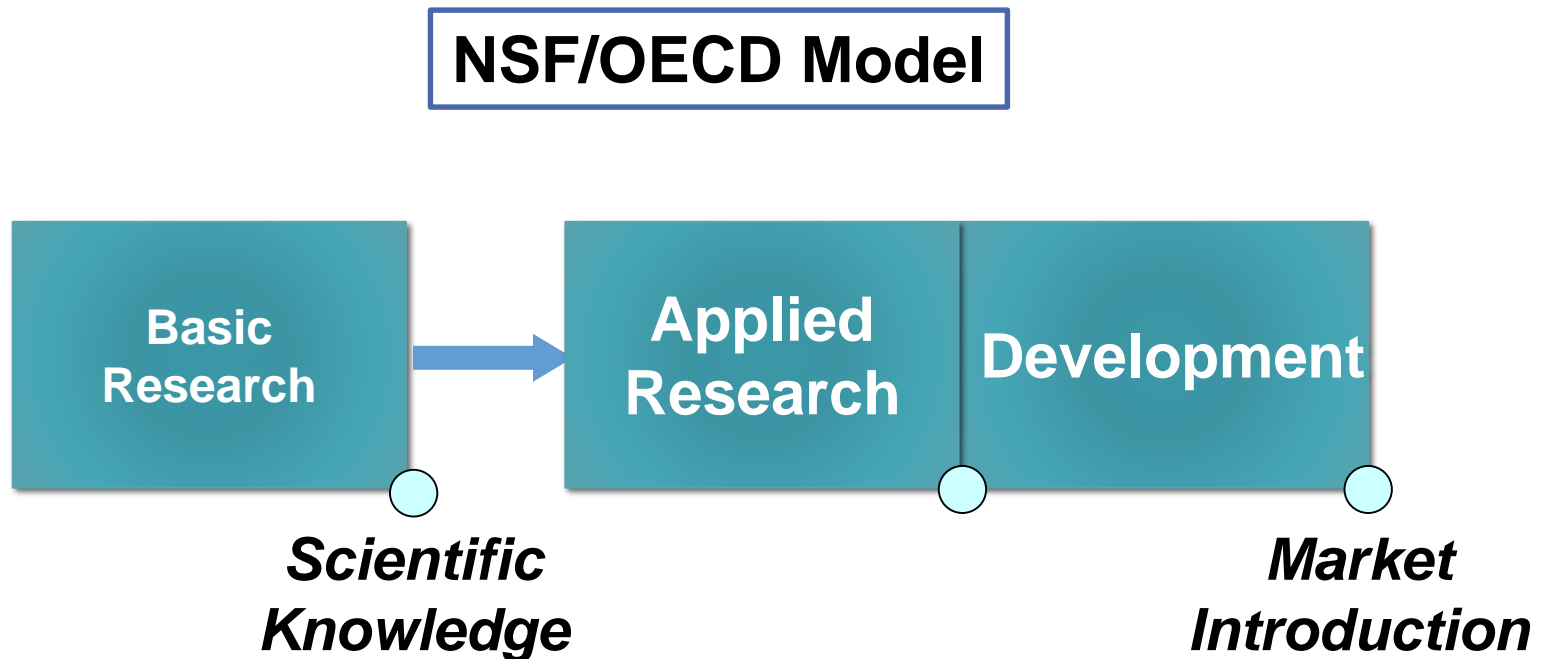 NSF/OECD Model
Basic
Research
Applied
Research
Development
Scientific
Knowledge
Market
Introduction